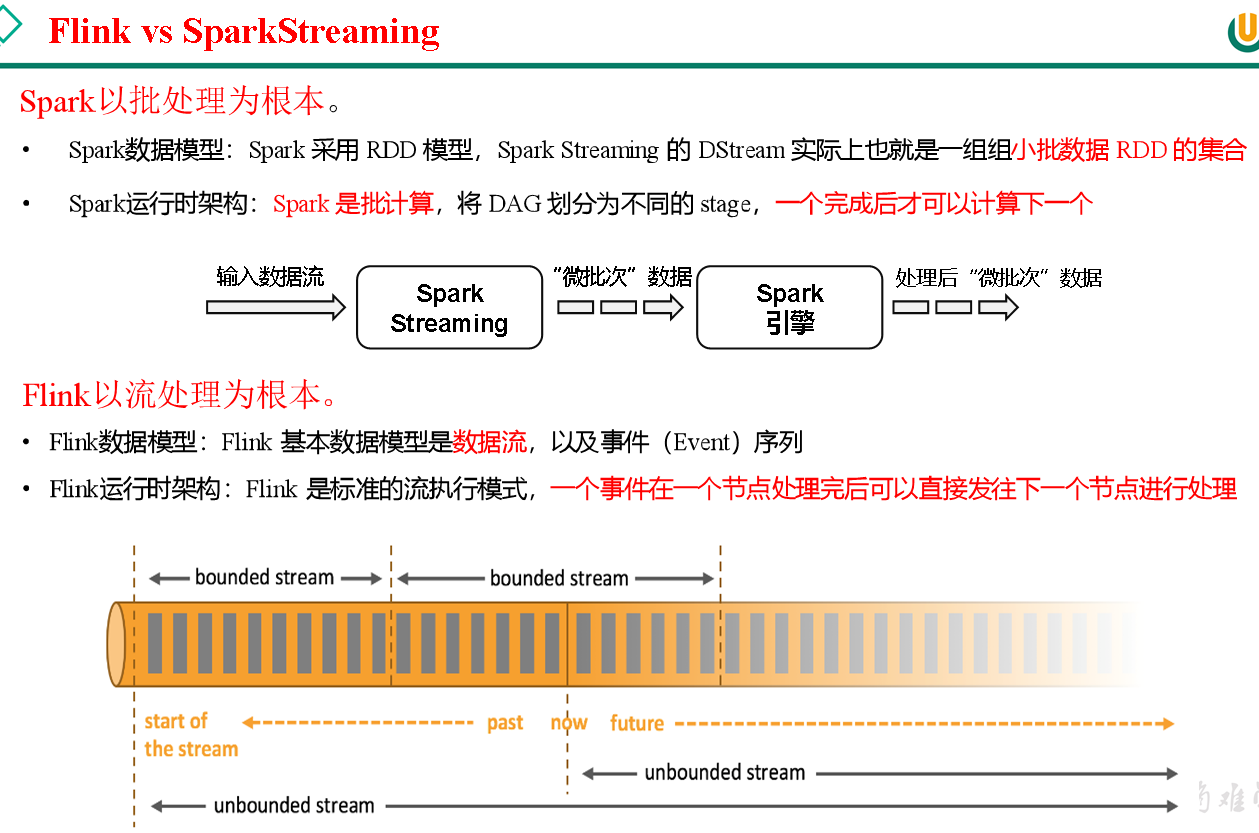 Flink vs SparkStreaming
Spark以批处理为根本。
• Spark数据模型：Spark 采用 RDD 模型，Spark Streaming 的 DStream 实际上也就是一组组小批数据 RDD 的集合
• Spark运行时架构：Spark 是批计算，将 DAG 划分为不同的 stage，一个完成后才可以计算下一个
输入数据流
Spark
Streaming
“微批次”数据
Spark
引擎
处理后“微批次”数据
Flink以流处理为根本。
• Flink数据模型：Flink 基本数据模型是数据流，以及事件（Event）序列
• Flink运行时架构：Flink 是标准的流执行模式，一个事件在一个节点处理完后可以直接发往下一个节点进行处理
bounded stream
bounded stream
start of
the stream
past
now
future
unbounded stream
unbounded stream